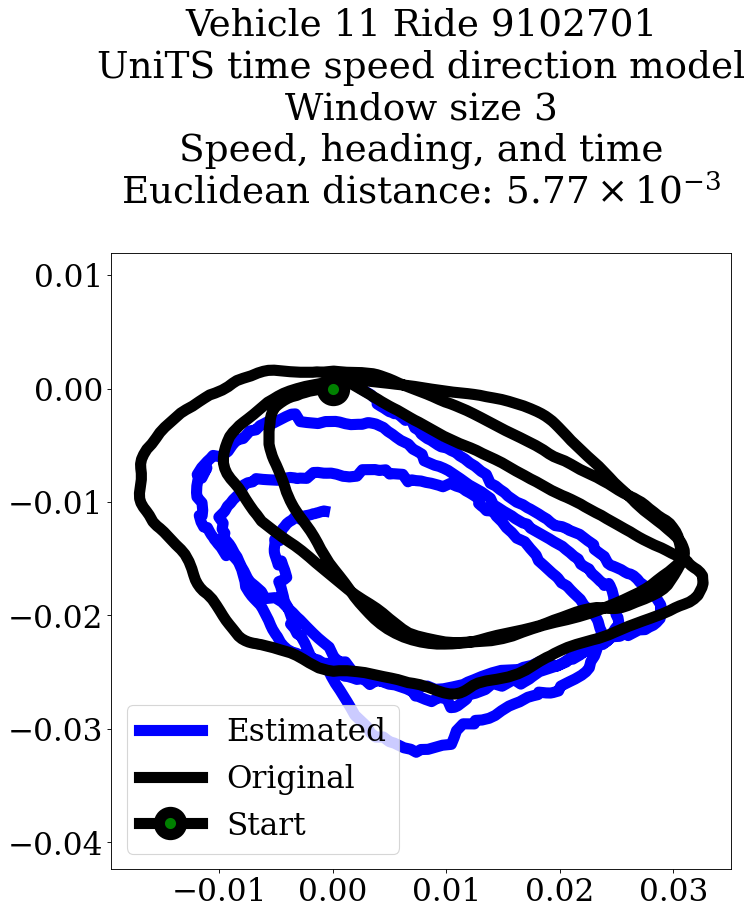 Vehicle 11 Ride 9102701
UniTS time speed direction model
Window size 3
Speed, heading, and time
Euclidean distance: 5.77 × 10⁻³
0.01
0.00
−0.01
−0.02
−0.03
−0.04
Estimated
Original
Start
−0.01 0.00 0.01 0.02 0.03